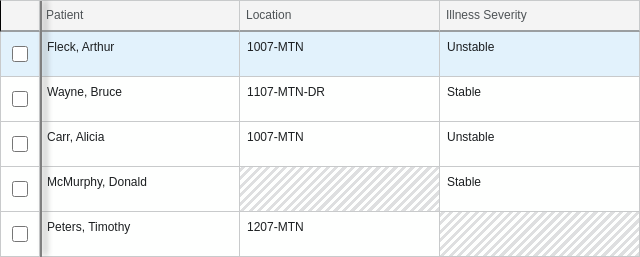 Patient Location Illness Severity
Fleck, Arthur 1007-MTN Unstable
Wayne, Bruce 1107-MTN-DR Stable
Carr, Alicia 1007-MTN Unstable
McMurphy, Donald Stable
Peters, Timothy 1207-MTN